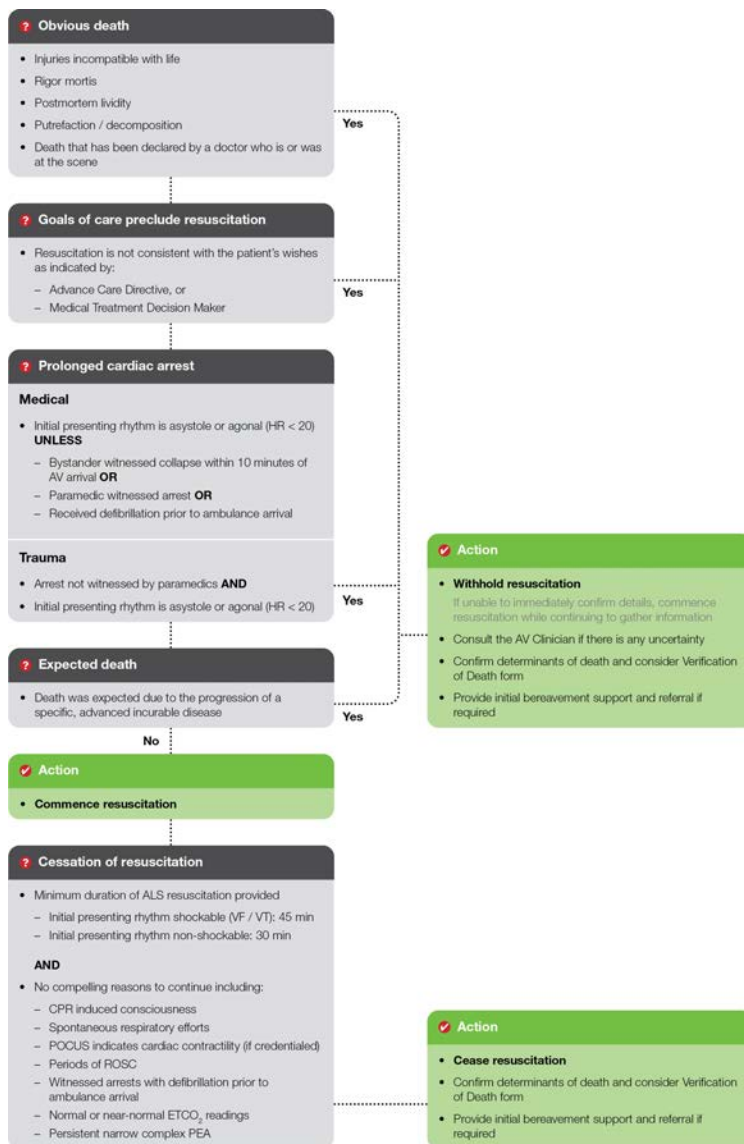 Obvious death
• Injuries incompatible with life
• Rigor mortis
• Postmortem lividity
• Putrefaction / decomposition
• Death that has been declared by a doctor who is or was
at the scene
Yes
Goals of care preclude resuscitation
• Resuscitation is not consistent with the patient's wishes
as indicated by:
– Advance Care Directive, or
– Medical Treatment Decision Maker
Yes
Prolonged cardiac arrest
Medical
• Initial presenting rhythm is asystole or agonal (HR < 20)
UNLESS
– Bystander witnessed collapse within 10 minutes of
AV arrival OR
– Paramedic witnessed arrest OR
– Received defibrillation prior to ambulance arrival
Trauma
• Arrest not witnessed by paramedics AND
• Initial presenting rhythm is asystole or agonal (HR < 20)
Yes
Expected death
• Death was expected due to the progression of a
specific, advanced incurable disease
Yes
No
Action
• Withhold resuscitation
If unable to immediately confirm details, commence
resuscitation while continuing to gather information
• Consult the AV Clinician if there is any uncertainty
• Confirm determinants of death and consider Verification
of Death form
• Provide initial bereavement support and referral if
required
Action
• Commence resuscitation
Cessation of resuscitation
• Minimum duration of ALS resuscitation provided
– Initial presenting rhythm shockable (VF / VT): 45 min
– Initial presenting rhythm non-shockable: 30 min
AND
• No compelling reasons to continue including:
– CPR induced consciousness
– Spontaneous respiratory efforts
– POCUS indicates cardiac contractility (if credentialed)
– Periods of ROSC
– Witnessed arrests with defibrillation prior to
ambulance arrival
– Normal or near-normal ETCO₂ readings
– Persistent narrow complex PEA
Action
• Cease resuscitation
• Confirm determinants of death and consider Verification
of Death form
• Provide initial bereavement support and referral if
required